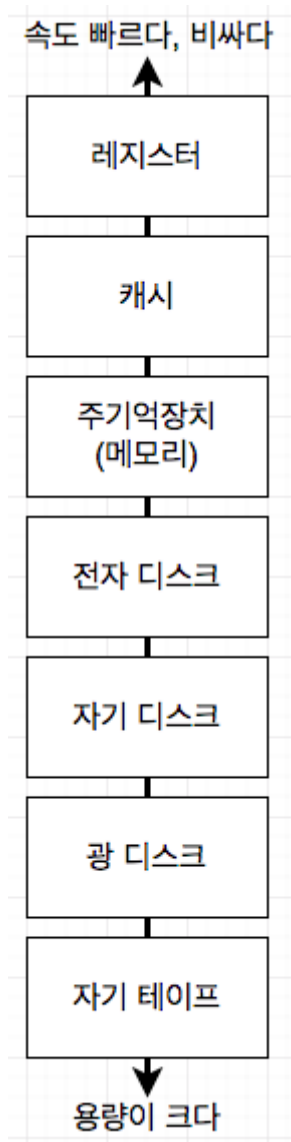 속도 빠르다, 비싸다
레지스터
캐시
주기억장치
(메모리)
전자 디스크
자기 디스크
광 디스크
자기 테이프
용량이 크다